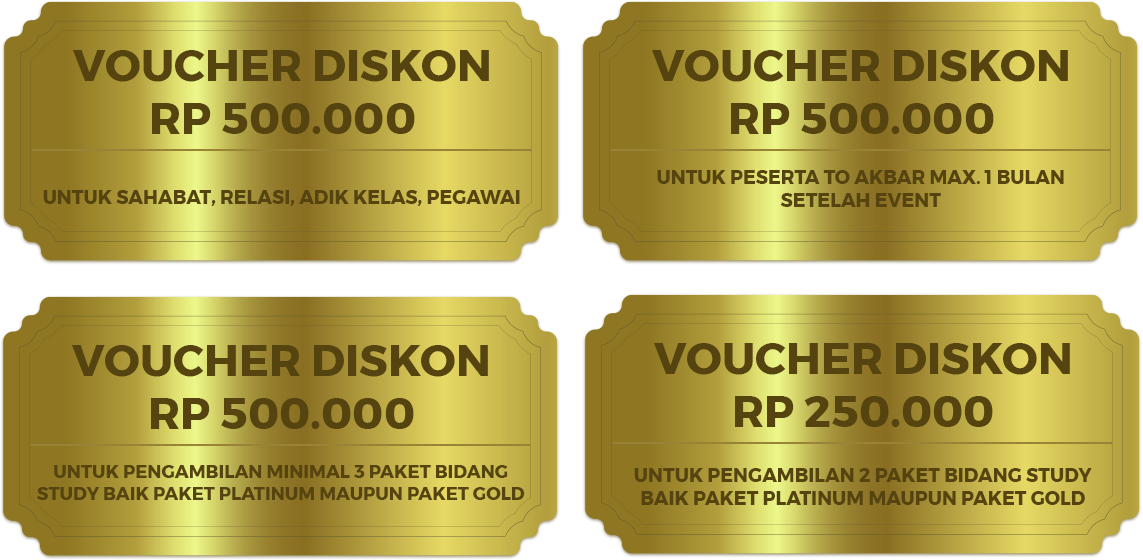 VOUCHER DISKON
RP 500.000
UNTUK SAHABAT, RELASI, ADIK KELAS, PEGAWAI
VOUCHER DISKON
RP 500.000
UNTUK PESERTA TO AKBAR MAX. 1 BULAN
SETELAH EVENT
VOUCHER DISKON
RP 500.000
UNTUK PENGAMBILAN MINIMAL 3 PAKET BIDANG
STUDY BAIK PAKET PLATINUM MAUPUN PAKET GOLD
VOUCHER DISKON
RP 250.000
UNTUK PENGAMBILAN 2 PAKET BIDANG STUDY
BAIK PAKET PLATINUM MAUPUN PAKET GOLD